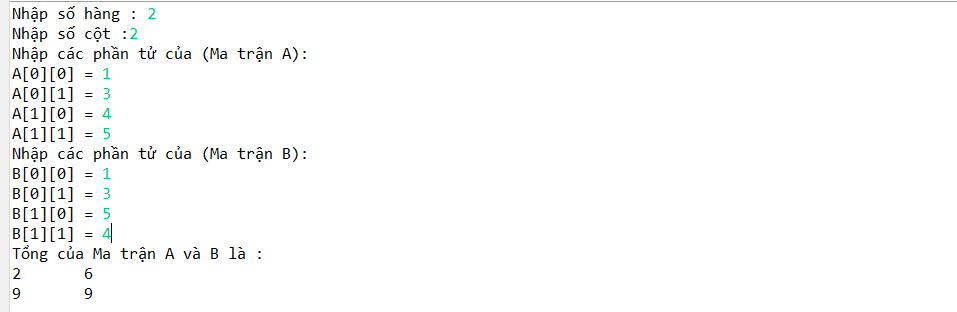 Nhập số hàng : 2
Nhập số cột :2
Nhập các phần tử của (Ma trận A):
A[0][0] = 1
A[0][1] = 3
A[1][0] = 4
A[1][1] = 5
Nhập các phần tử của (Ma trận B):
B[0][0] = 1
B[0][1] = 3
B[1][0] = 5
B[1][1] = 4
Tổng của Ma trận A và B là :
2 6
9 9